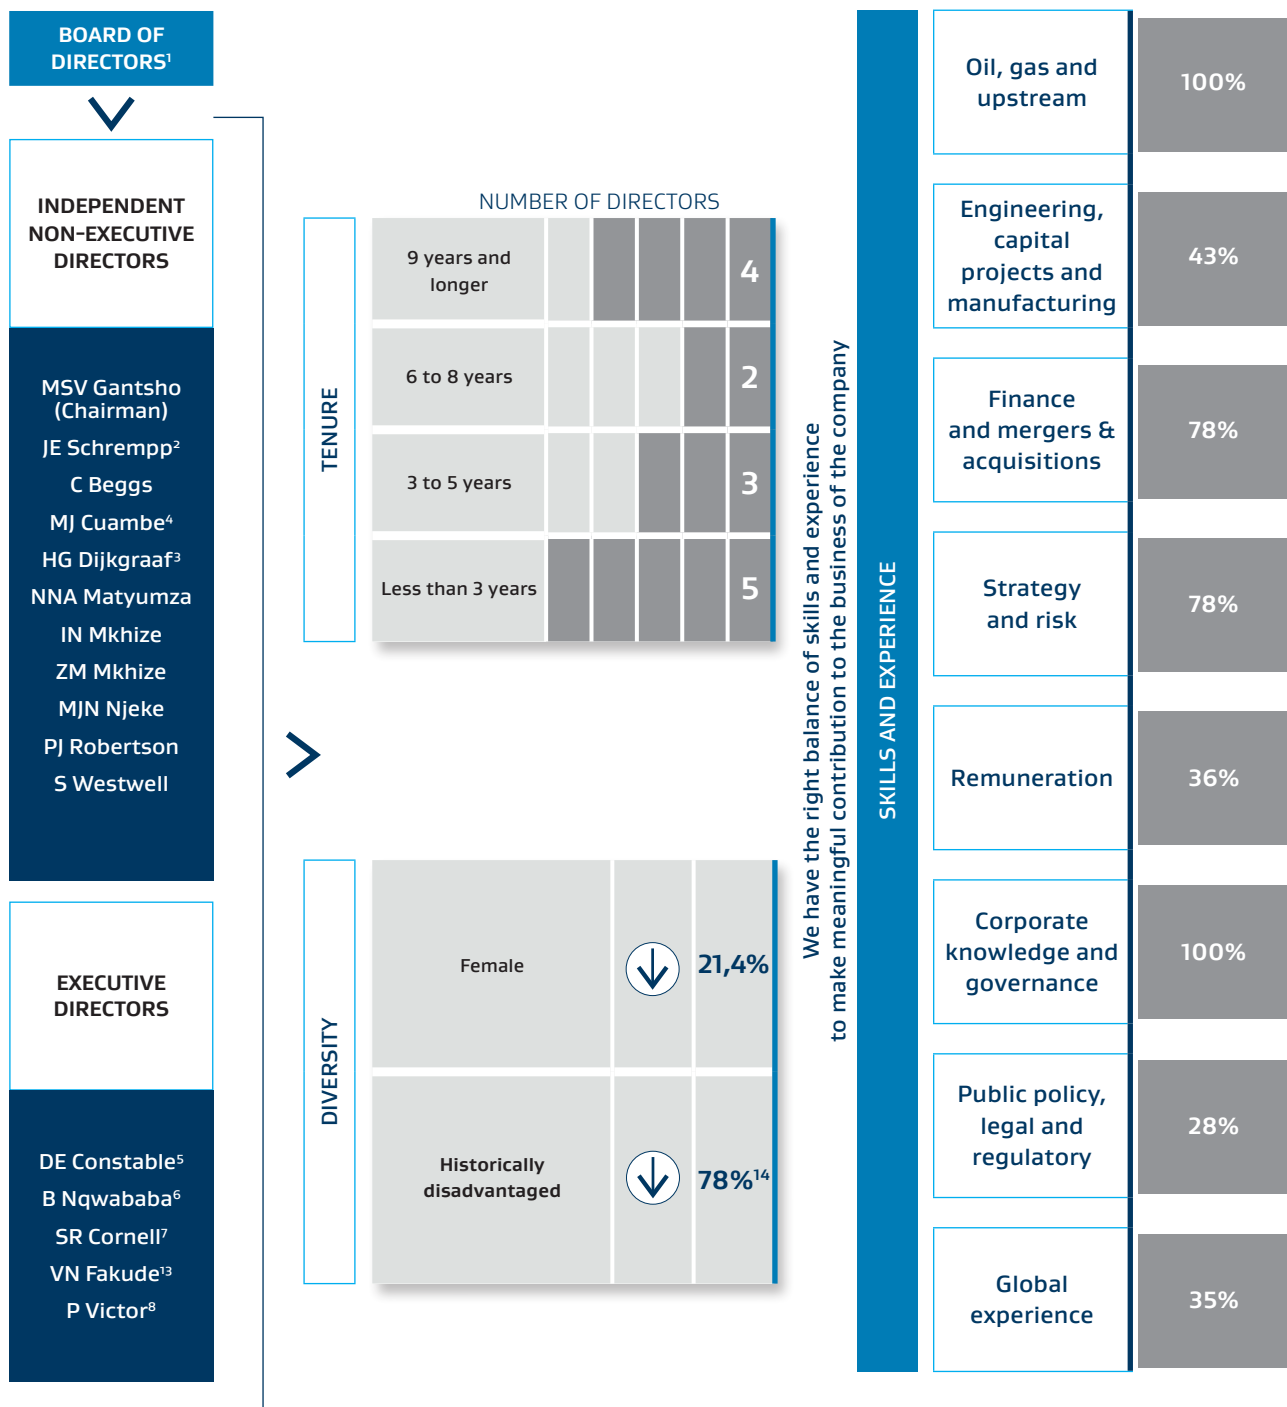 BOARD OF
DIRECTORS¹
INDEPENDENT
NON-EXECUTIVE
DIRECTORS
MSV Gantsho
(Chairman)
JE Schrempp²
C Beggs
MJ Cuambe⁴
HG Dijkgraaf³
NNA Matyumza
IN Mkhize
ZM Mkhize
MJN Njeke
PJ Robertson
S Westwell
EXECUTIVE
DIRECTORS
DE Constable⁵
B Nqwababa⁶
SR Cornell⁷
VN Fakude¹³
P Victor⁸
NUMBER OF DIRECTORS
TENURE
9 years and
longer
4
6 to 8 years
2
3 to 5 years
3
Less than 3 years
5
DIVERSITY
Female
21,4%
Historically
disadvantaged
78%¹⁴
We have the right balance of skills and experience
to make meaningful contribution to the business of the company
SKILLS AND EXPERIENCE
Oil, gas and
upstream
100%
Engineering,
capital
projects and
manufacturing
43%
Finance
and mergers &
acquisitions
78%
Strategy
and risk
78%
Remuneration
36%
Corporate
knowledge and
governance
100%
Public policy,
legal and
regulatory
28%
Global
experience
35%